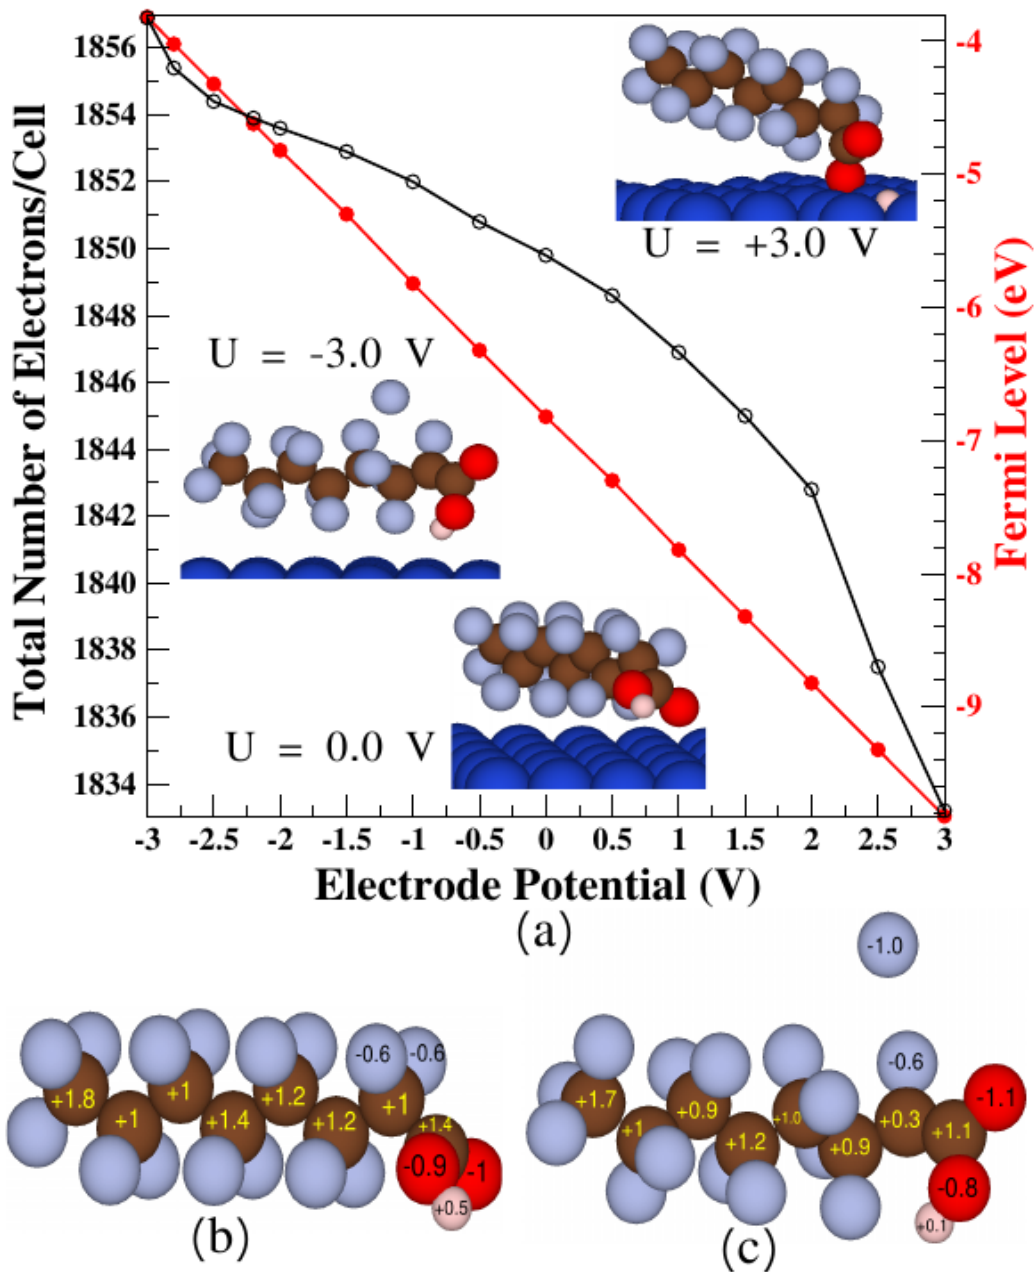 Total Number of Electrons/Cell
1856
1854
1852
1850
1848
1846
1844
1842
1840
1838
1836
1834
U = +3.0 V
U = -3.0 V
U = 0.0 V
-4
-5
-6
-7
-8
-9
Fermi Level (eV)
-3 -2.5 -2 -1.5 -1 -0.5 0 0.5 1 1.5 2 2.5 3
Electrode Potential (V)
(a)
-0.6 -0.6
+1.8 +1 +1 +1.4 +1.2 +1.2 +1 +1.4
-0.9 -1
+0.5
(b)
-1.0
-0.6
+1.7 +1 +0.9 +1.2 +1.0 +0.9 +0.3 +1.1 -1.1
-0.8
+0.1
(c)